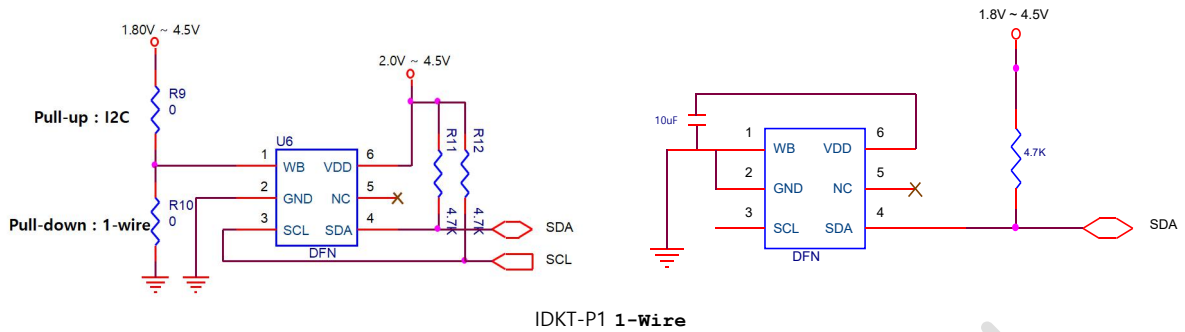 1.80V ~ 4.5V
2.0V ~ 4.5V
R9
0
Pull-up : I2C
R11
R12
U6
1
WB
VDD
6
2
GND
NC
5
3
SCL
SDA
4
DFN
R10
0
Pull-down : 1-wire
4.7K
4.7K
SDA
SCL
1.8V ~ 4.5V
10uF
1
WB
VDD
6
2
GND
NC
5
3
SCL
SDA
4
DFN
4.7K
SDA
IDKT-P1 1-Wire